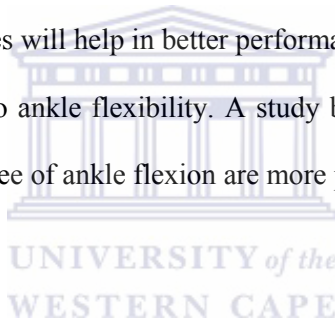 es will help in better performa
o ankle flexibility. A study b
ee of ankle flexion are more p
UNIVERSITY of the
WESTERN CAPE